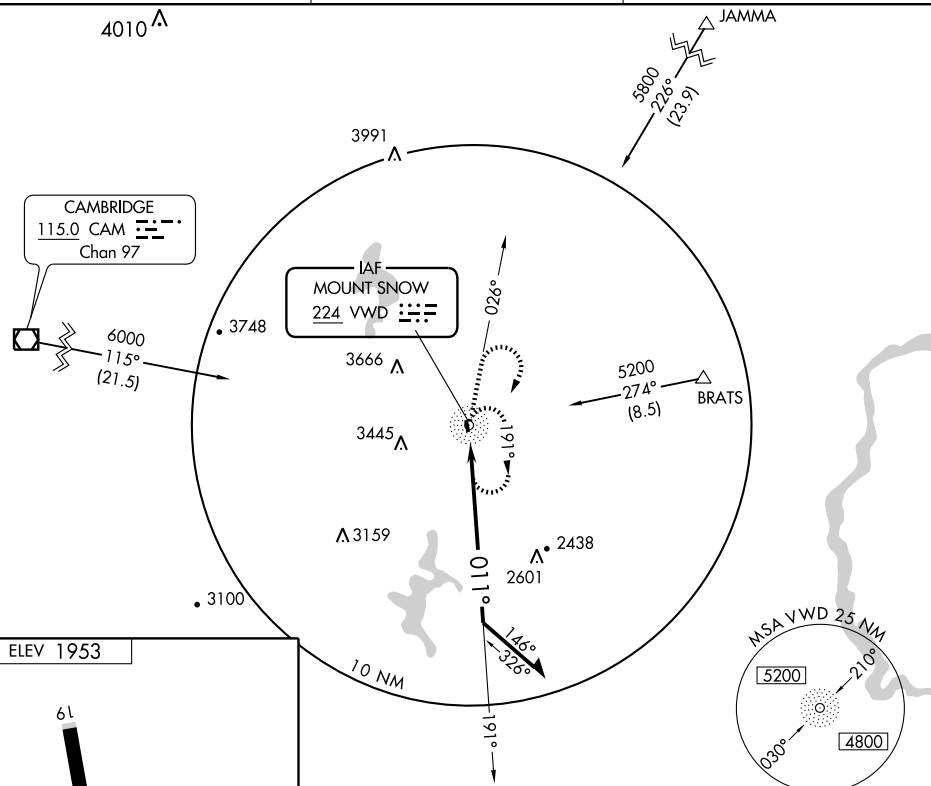 4010
JAMMA
5800
226°
(23.9)
3991
CAMBRIDGE
115.0 CAM
Chan 97
IAF
MOUNT SNOW
224 VWD
026°
3748
6000
115°
(21.5)
3666
5200
274°
(8.5)
BRATS
3445
191°
3159
2438
2601
011°
3100
146°
326°
10 NM
191°
ELEV 1953
19
MSA VWD 25 NM
5200
210°
030°
4800